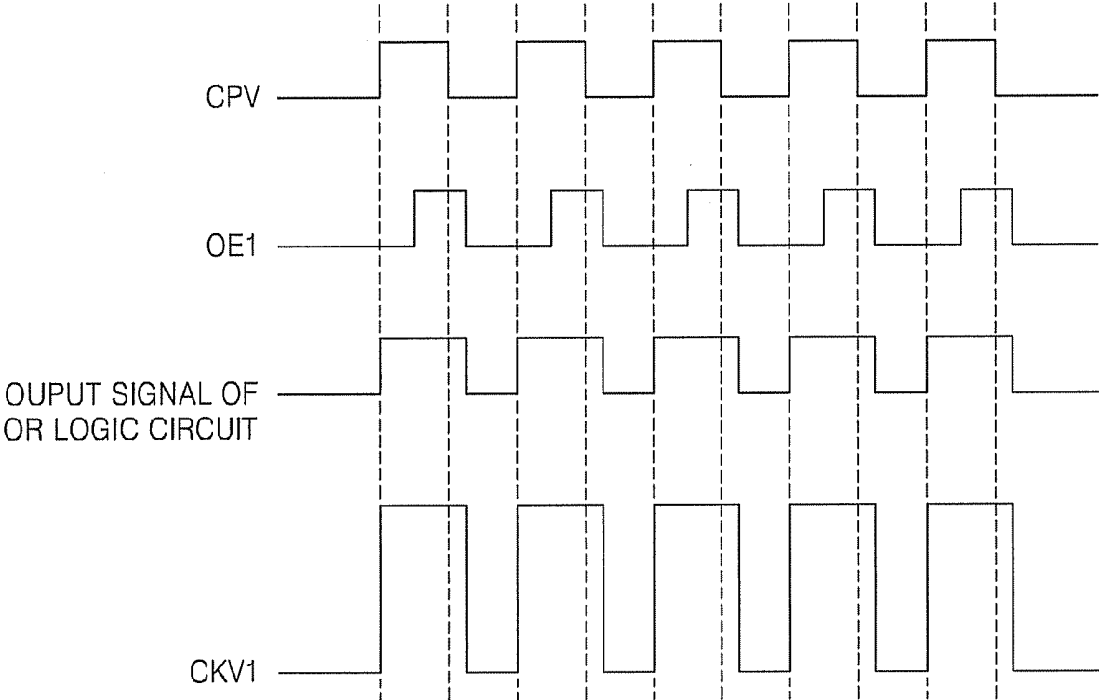 CPV
OE1
OUPUT SIGNAL OF
OR LOGIC CIRCUIT
CKV1